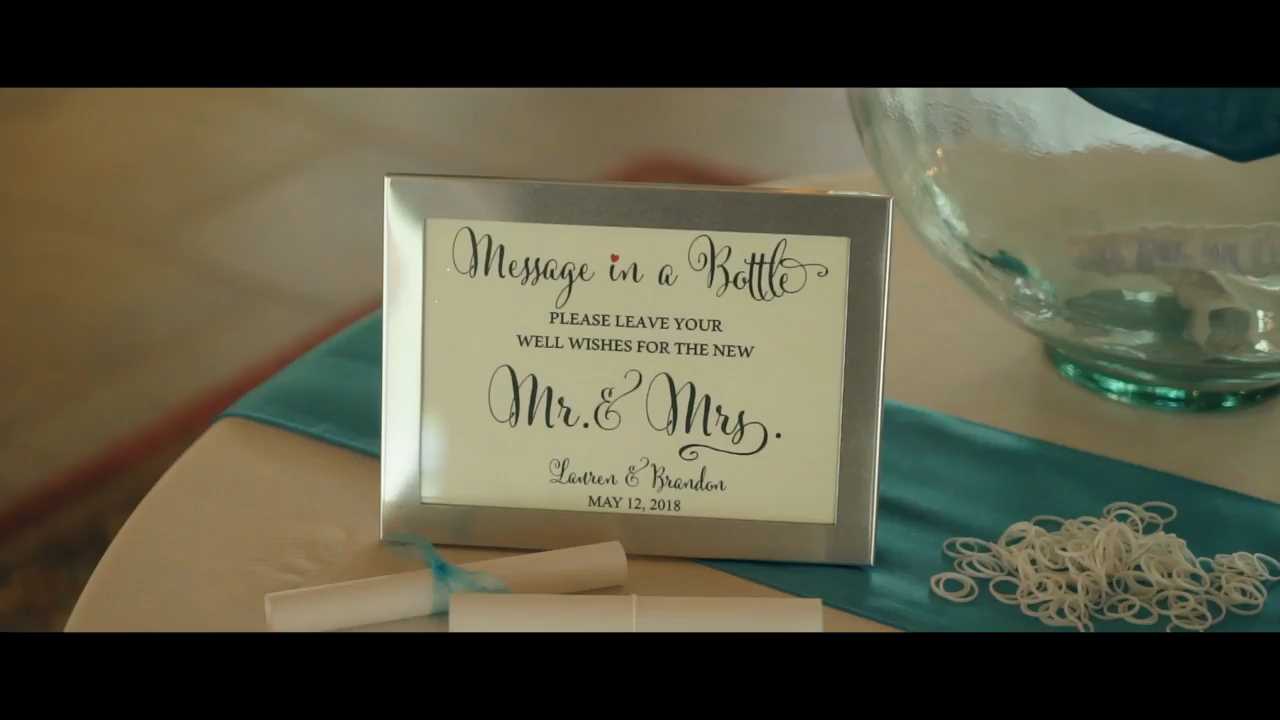 Message in a Bottle
PLEASE LEAVE YOUR
WELL WISHES FOR THE NEW
Mr. & Mrs.
Lauren & Brandon
MAY 12, 2018